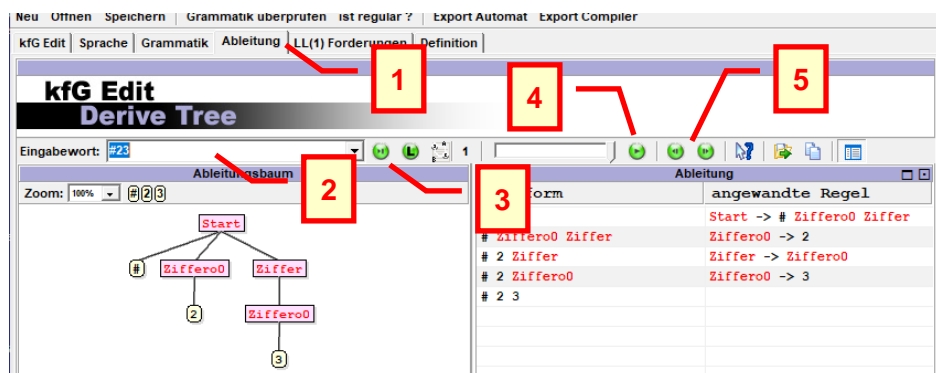 Neu Öffnen Speichern Grammatik überprüfen ist regulär ? Export Automat Export Compiler
kfG Edit Sprache Grammatik Ableitung LL(1) Forderungen Definition
1
5
4
kfG Edit
Derive Tree
Eingabewort: #23 L 1
Ableitungsbaum
2
3
Zoom: 100% # 2 3
Start
# Ziffero0 Ziffer
2 Ziffero0
3
Ableitung
form angewandte Regel
Start -> # Ziffero0 Ziffer
# Ziffero0 Ziffer Ziffero0 -> 2
# 2 Ziffer Ziffer -> Ziffero0
# 2 Ziffero0 Ziffero0 -> 3
# 2 3